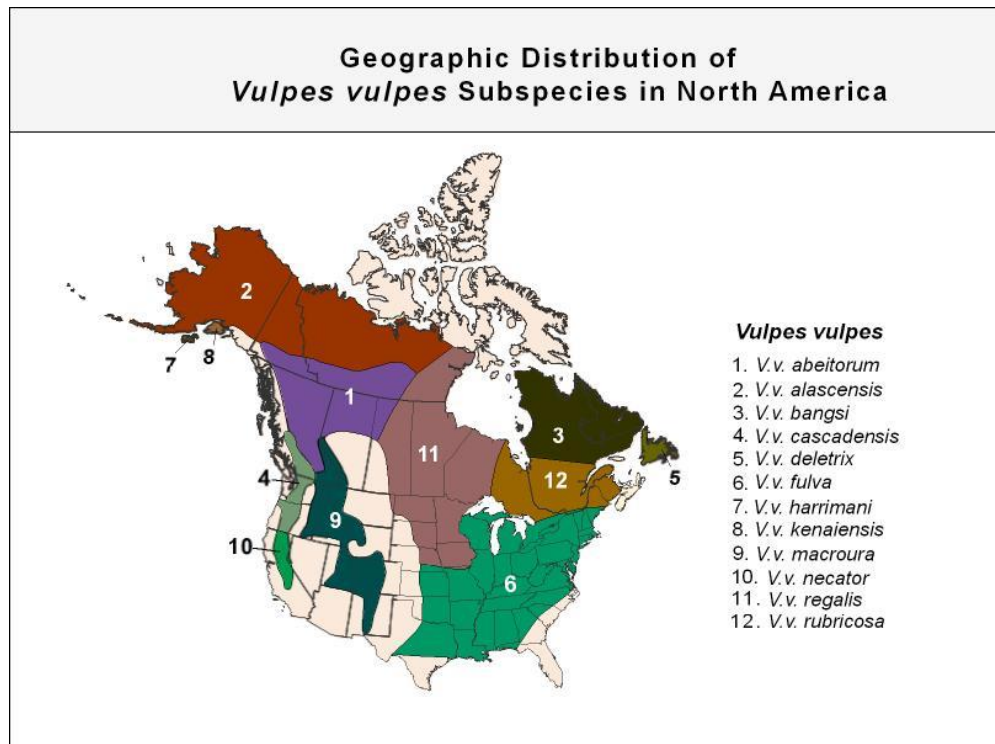 Geographic Distribution of
Vulpes vulpes Subspecies in North America
2
7
8
1
3
11
12
5
4
9
10
6
Vulpes vulpes
1. V.v. abeitorum
2. V.v. alascensis
3. V.v. bangsi
4. V.v. cascadensis
5. V.v. deletrix
6. V.v. fulva
7. V.v. harrimani
8. V.v. kenaiensis
9. V.v. macroura
10. V.v. necator
11. V.v. regalis
12. V.v. rubricosa